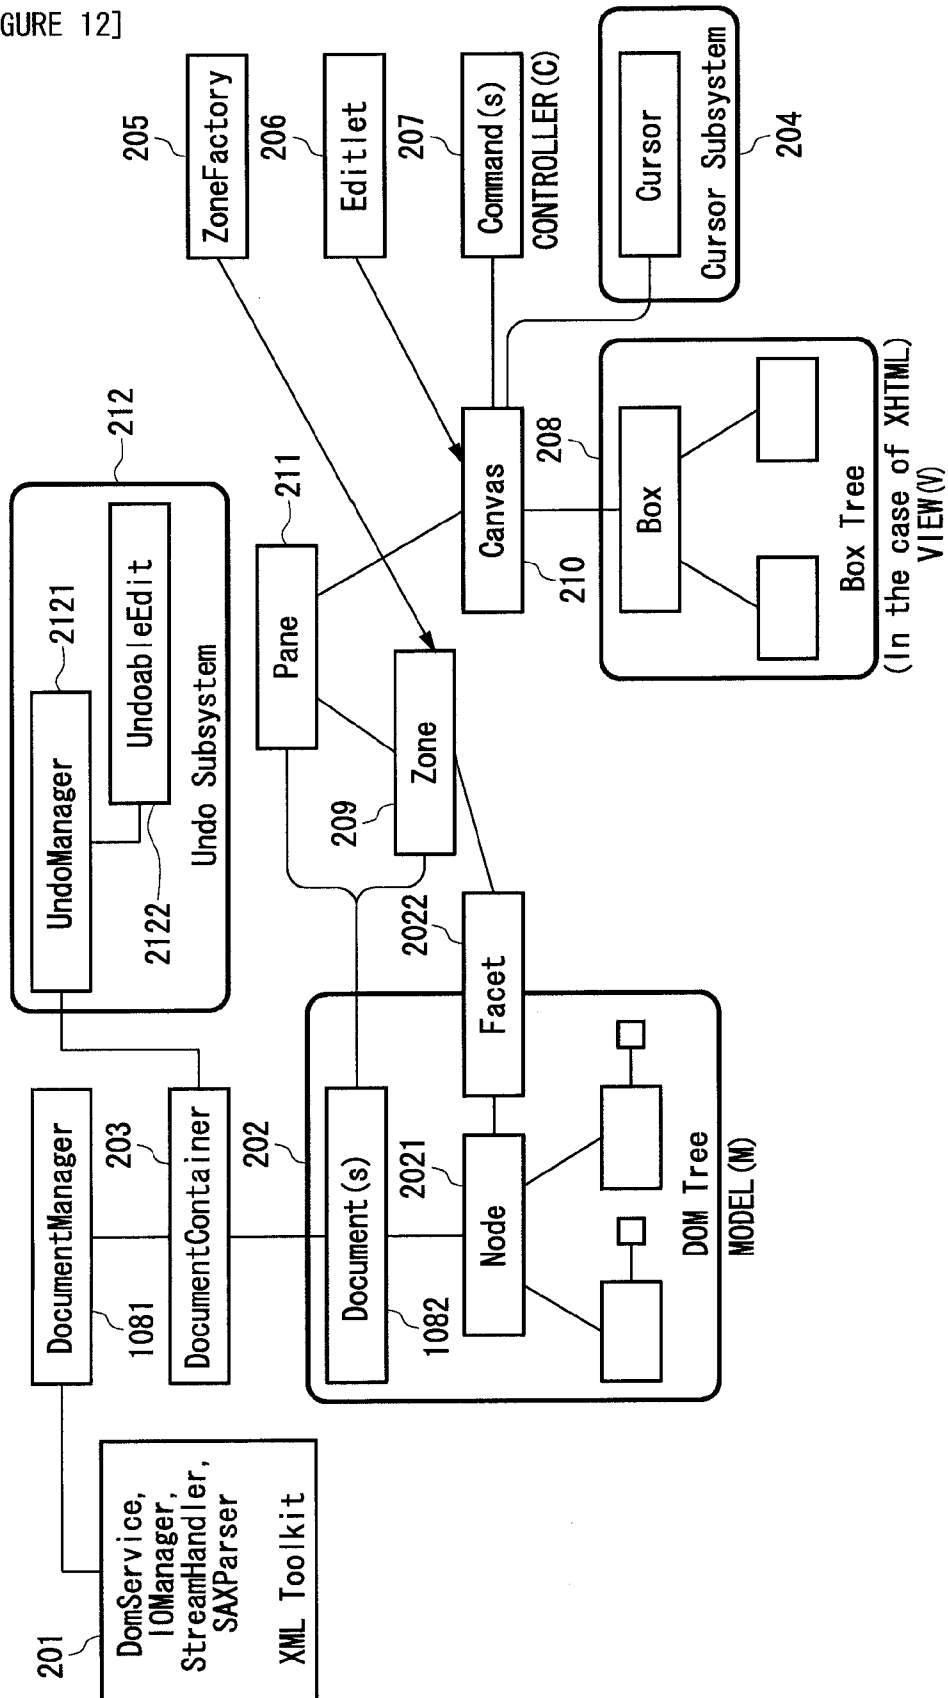 GURE 12]
201
DomService,
IOManager,
StreamHandler,
SAXParser
XML Toolkit
DocumentManager
1081
203
DocumentContainer
202
Document(s)
1082
2021
Node
2022
Facet
DOM Tree
MODEL(M)
212
2121
UndoManager
UndoableEdit
2122
Undo Subsystem
211
Pane
209
Zone
205
ZoneFactory
206
Editlet
207
Command(s)
CONTROLLER(C)
Canvas
210
Cursor
Cursor Subsystem
204
208
Box
Box Tree
(In the case of XHTML)
VIEW(V)